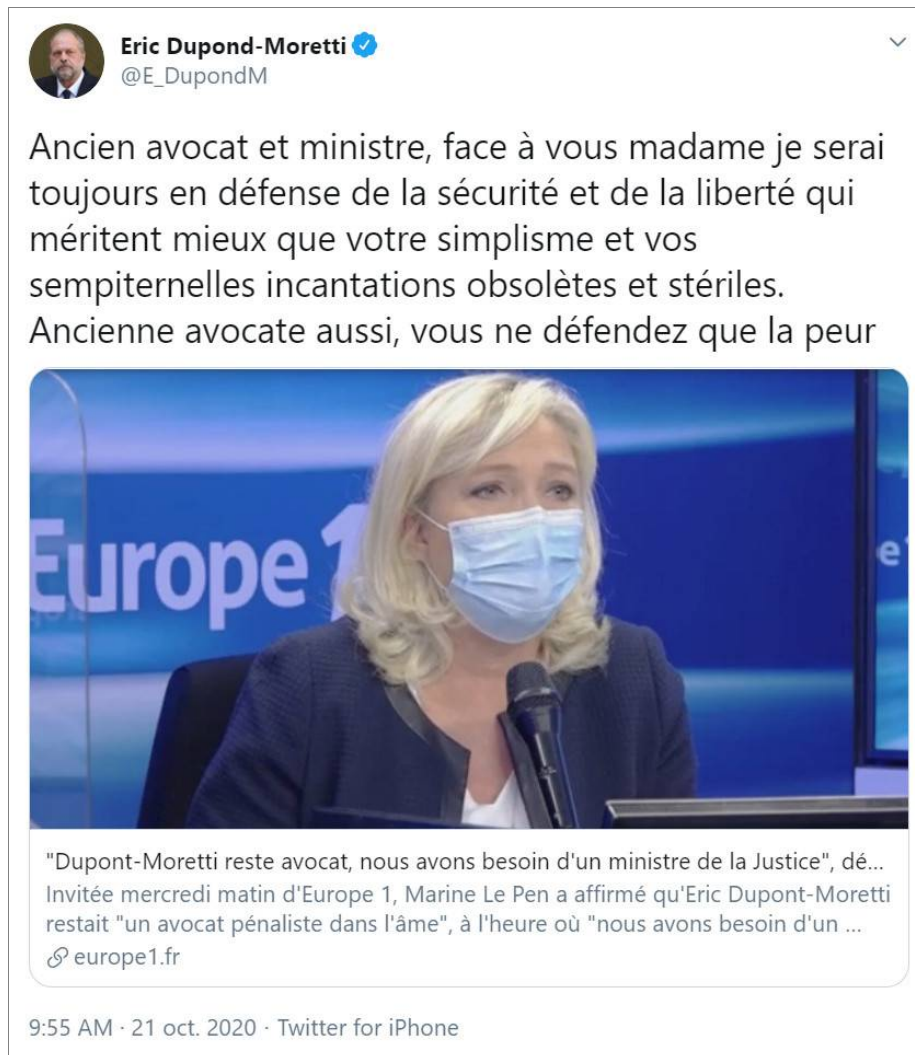 Eric Dupond-Moretti
@E_DupondM
Ancien avocat et ministre, face à vous madame je serai
toujours en défense de la sécurité et de la liberté qui
méritent mieux que votre simplisme et vos
sempiternelles incantations obsolètes et stériles.
Ancienne avocate aussi, vous ne défendez que la peur
Europe 1
e
"Dupont-Moretti reste avocat, nous avons besoin d'un ministre de la Justice", dé...
Invitée mercredi matin d'Europe 1, Marine Le Pen a affirmé qu'Eric Dupont-Moretti
restait "un avocat pénaliste dans l'âme", à l'heure où "nous avons besoin d'un ...
europe1.fr
9:55 AM · 21 oct. 2020 · Twitter for iPhone